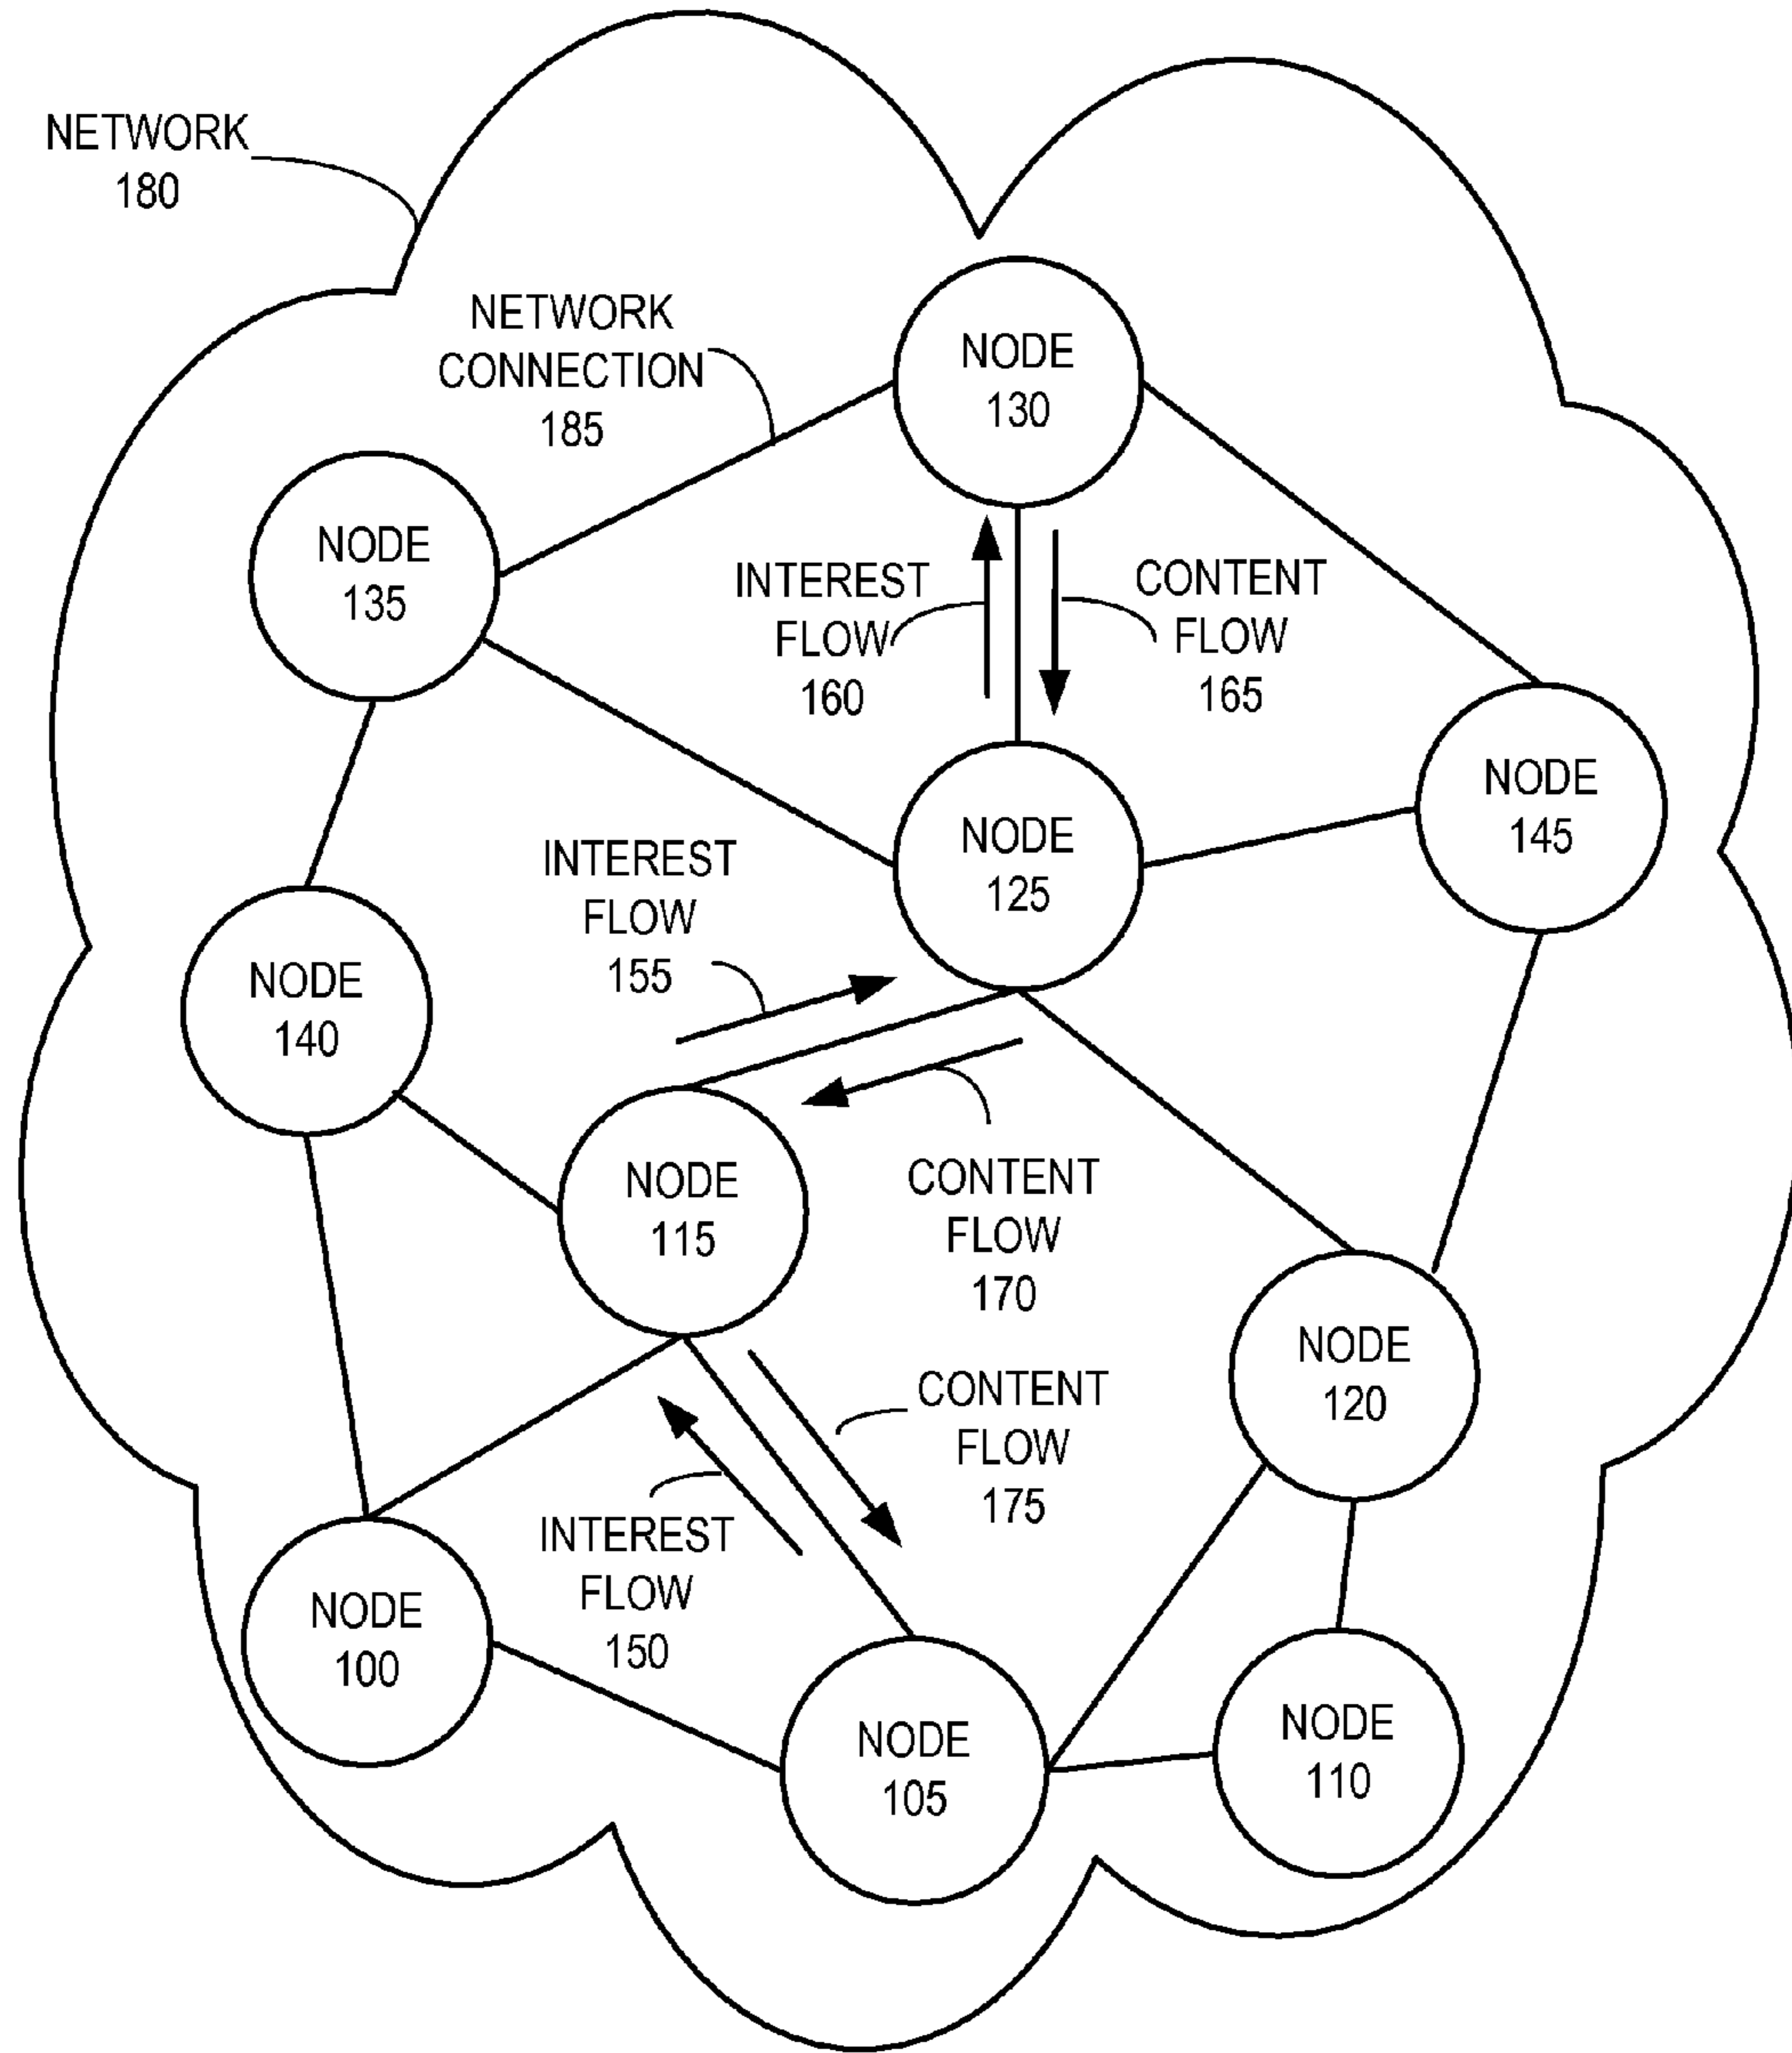 NETWORK
180
NETWORK
CONNECTION
185
NODE
130
NODE
135
INTEREST
FLOW
160
CONTENT
FLOW
165
NODE
145
NODE
125
INTEREST
FLOW
155
NODE
140
NODE
115
CONTENT
FLOW
170
NODE
120
CONTENT
FLOW
175
INTEREST
FLOW
150
NODE
100
NODE
105
NODE
110